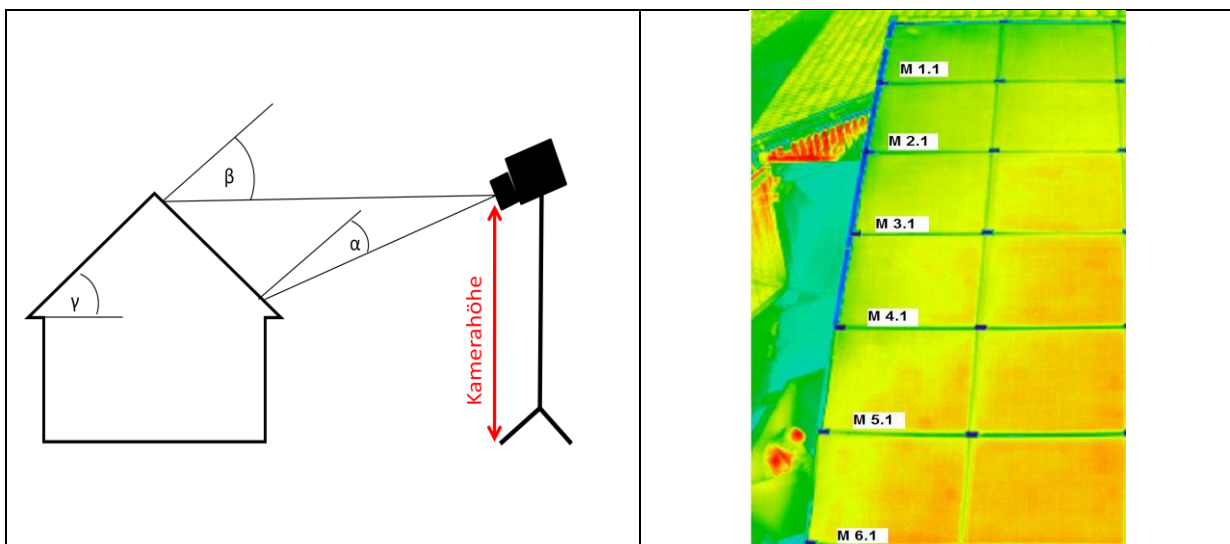 β
α
γ
Kamerahöhe
M 1.1
M 2.1
M 3.1
M 4.1
M 5.1
M 6.1